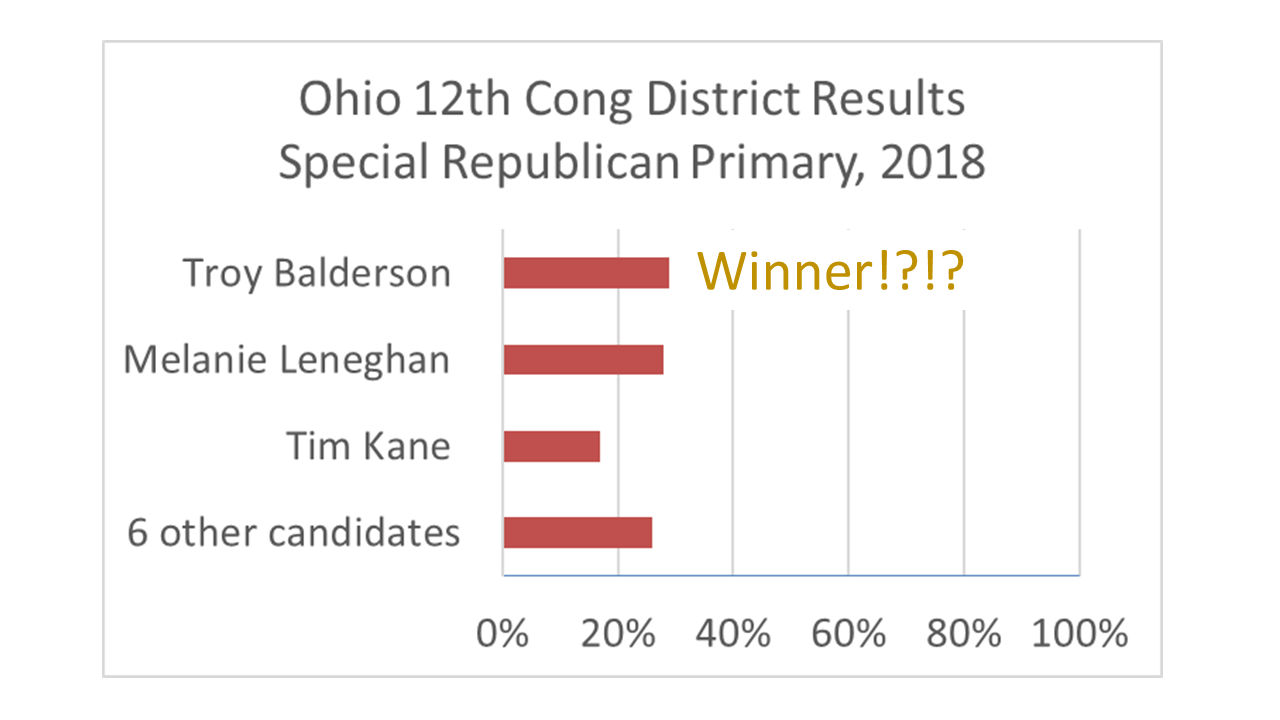 Ohio 12th Cong District Results
Special Republican Primary, 2018
Troy Balderson
Winner!?!?
Melanie Leneghan
Tim Kane
6 other candidates
0% 20% 40% 60% 80% 100%